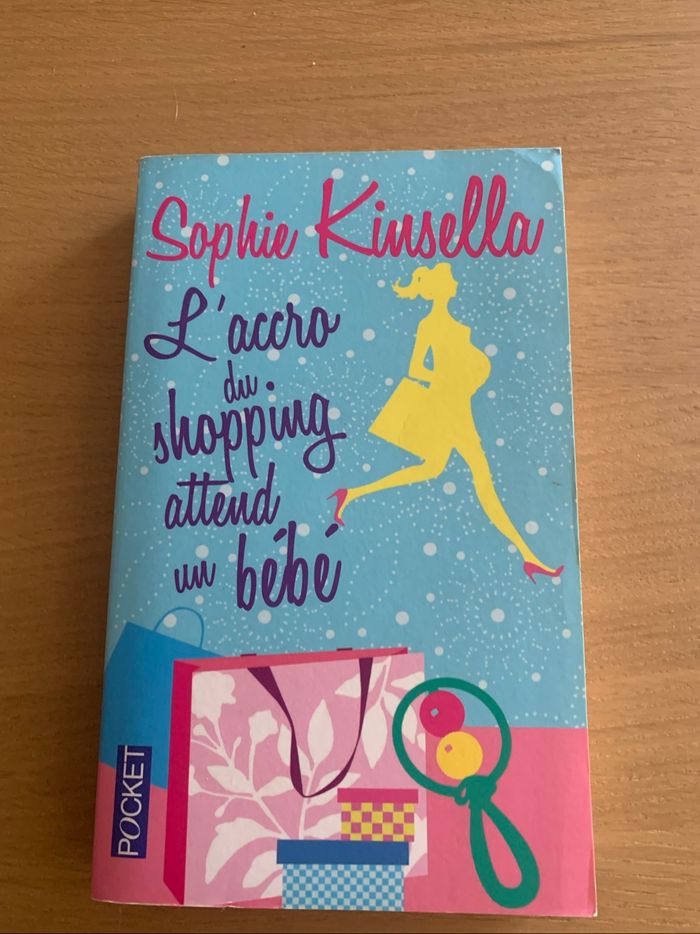 Sophie Kinsella
L'accro
du
shopping
attend
un bébé
POCKET